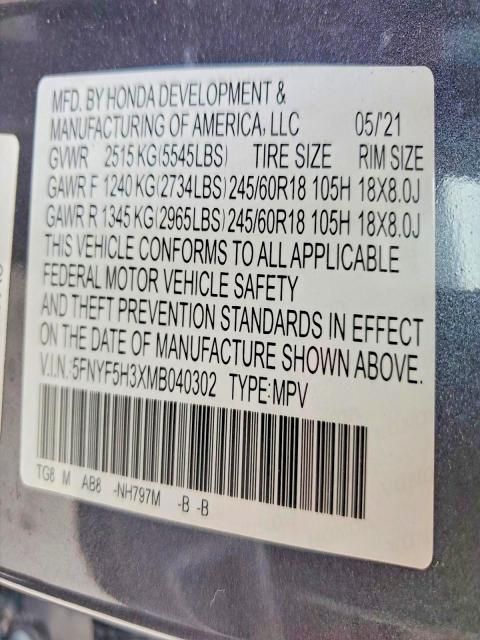 MFD. BY HONDA DEVELOPMENT &
MANUFACTURING OF AMERICA, LLC 05/'21
GVWR 2515 KG (5545LBS) TIRE SIZE RIM SIZE
GAWR F 1240 KG (2734LBS) 245/60R18 105H 18X8.0J
GAWR R 1345 KG (2965LBS) 245/60R18 105H 18X8.0J
THIS VEHICLE CONFORMS TO ALL APPLICABLE
FEDERAL MOTOR VEHICLE SAFETY
AND THEFT PREVENTION STANDARDS IN EFFECT
ON THE DATE OF MANUFACTURE SHOWN ABOVE.
V.I.N.:5FNYF5H3XMB040302 TYPE:MPV
TG8 M AB8 -NH797M -B -B